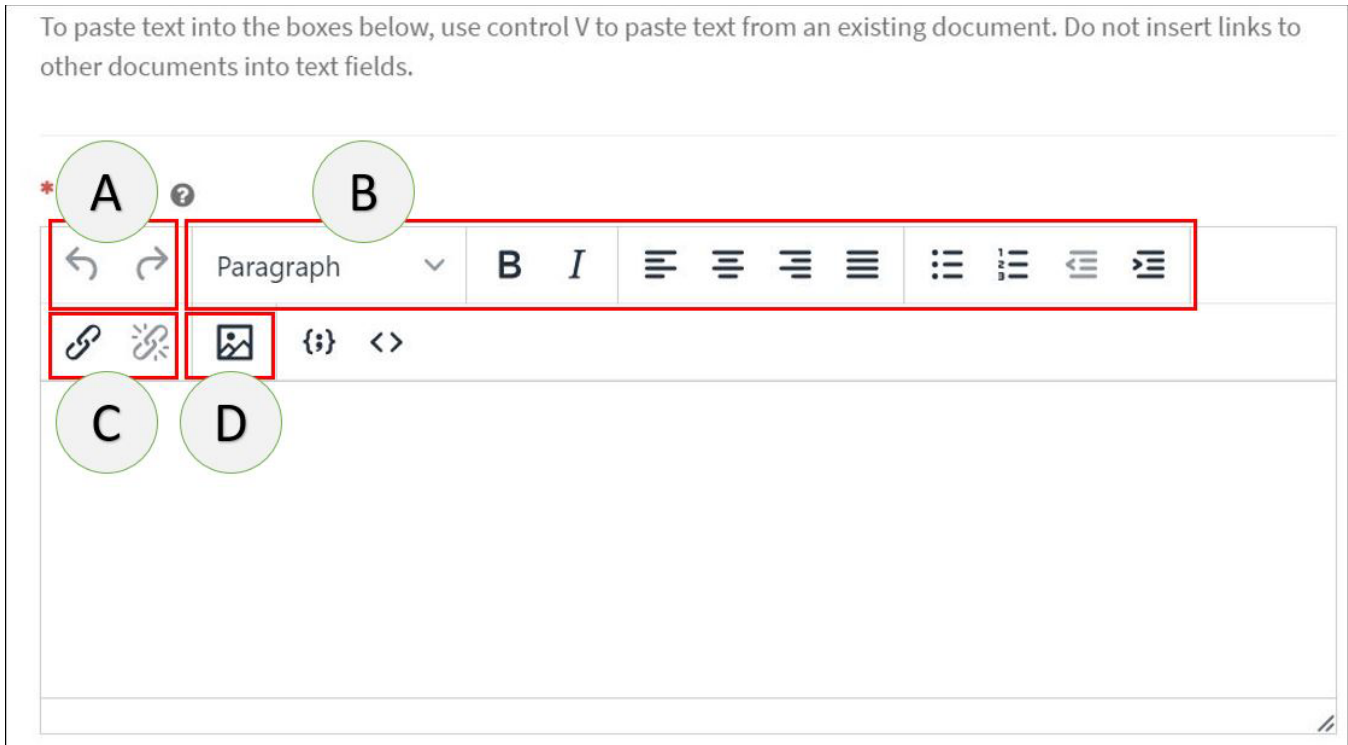 To paste text into the boxes below, use control V to paste text from an existing document. Do not insert links to
other documents into text fields.
* A ? B
Paragraph B I
{;} <>
C D